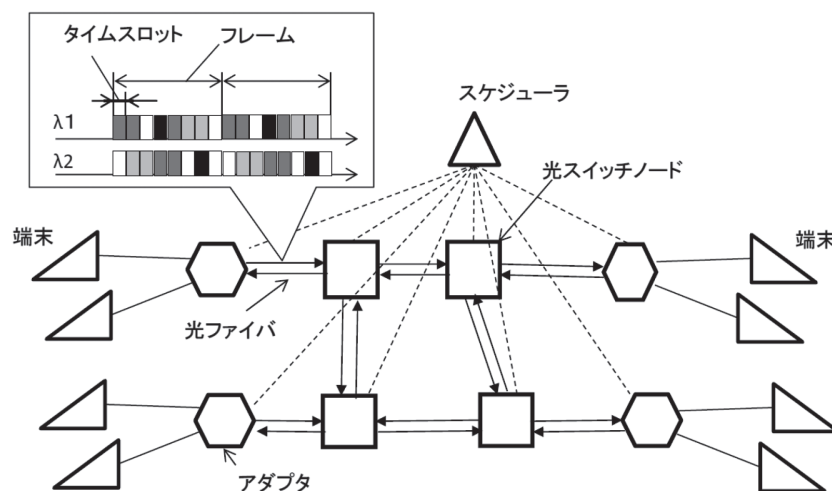 タイムスロット
フレーム
λ1
λ2
スケジューラ
光スイッチノード
端末
端末
光ファイバ
アダプタ